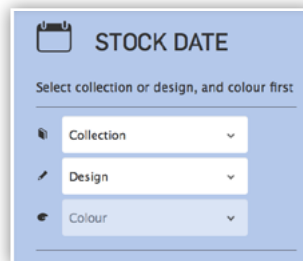 STOCK DATE
Select collection or design, and colour first
Collection
Design
Colour